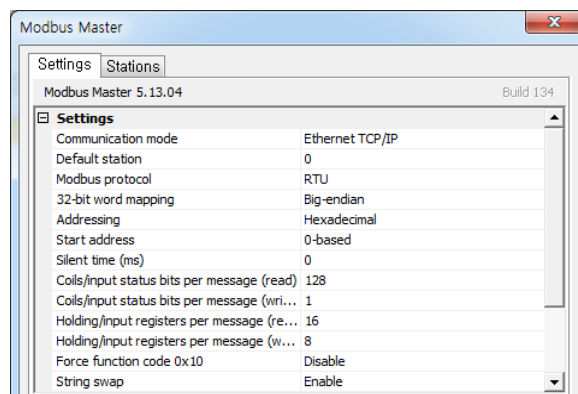 Modbus Master
Settings Stations
Modbus Master 5.13.04 Build 134
Settings
Communication mode Ethernet TCP/IP
Default station 0
Modbus protocol RTU
32-bit word mapping Big-endian
Addressing Hexadecimal
Start address 0-based
Silent time (ms) 0
Coils/input status bits per message (read) 128
Coils/input status bits per message (wri... 1
Holding/input registers per message (re... 16
Holding/input registers per message (w... 8
Force function code 0x10 Disable
String swap Enable